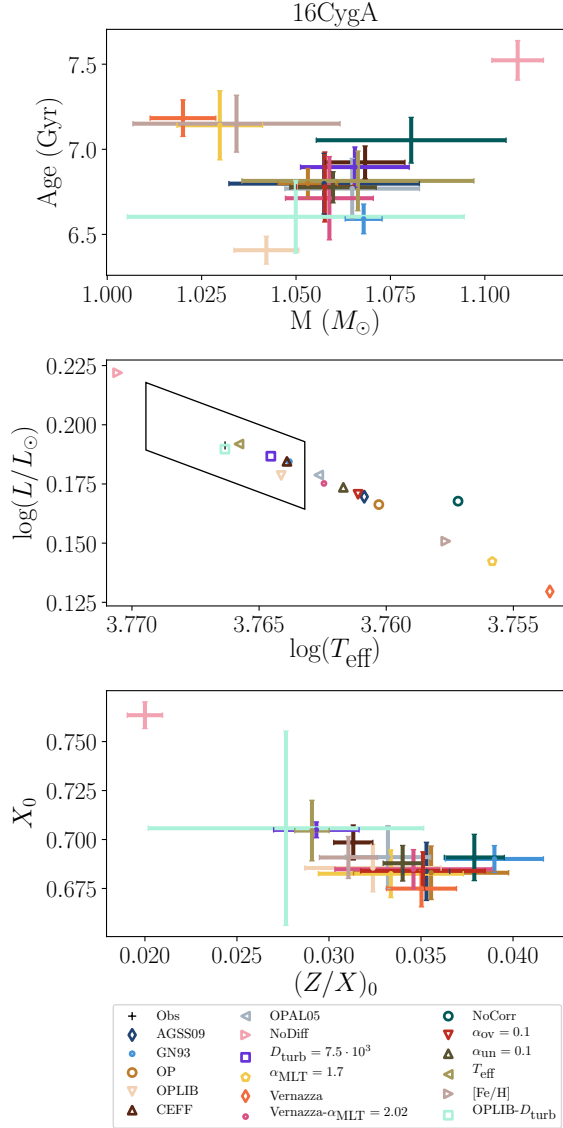 16CygA
Age (Gyr)
7.5
7.0
6.5
1.000 1.025 1.050 1.075 1.100
M (M⊙)
log(L/L⊙)
0.225
0.200
0.175
0.150
0.125
3.770 3.765 3.760 3.755
log(Teff)
X0
0.750
0.725
0.700
0.675
0.020 0.025 0.030 0.035 0.040
(Z/X)0
Obs
AGSS09
GN93
OP
OPLIB
CEFF
OPAL05
NoDiff
Dturb = 7.5 · 10³
αMLT = 1.7
Vernazza
Vernazza-αMLT = 2.02
NoCorr
αov = 0.1
αun = 0.1
Teff
[Fe/H]
OPLIB-Dturb